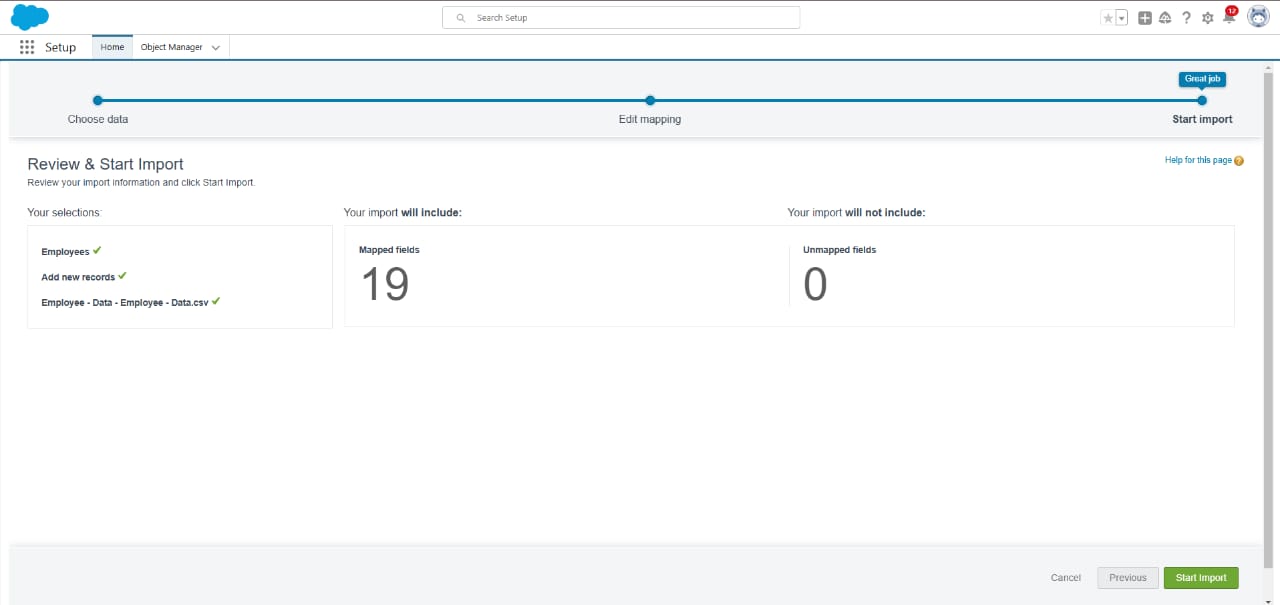 Search Setup
12
Setup
Home
Object Manager
Great job
Choose data
Edit mapping
Start import
Review & Start Import
Help for this page
Review your import information and click Start Import.
Your selections:
Your import will include:
Your import will not include:
Employees
Mapped fields
Unmapped fields
Add new records
19
0
Employee - Data - Employee - Data.csv
Cancel
Previous
Start Import